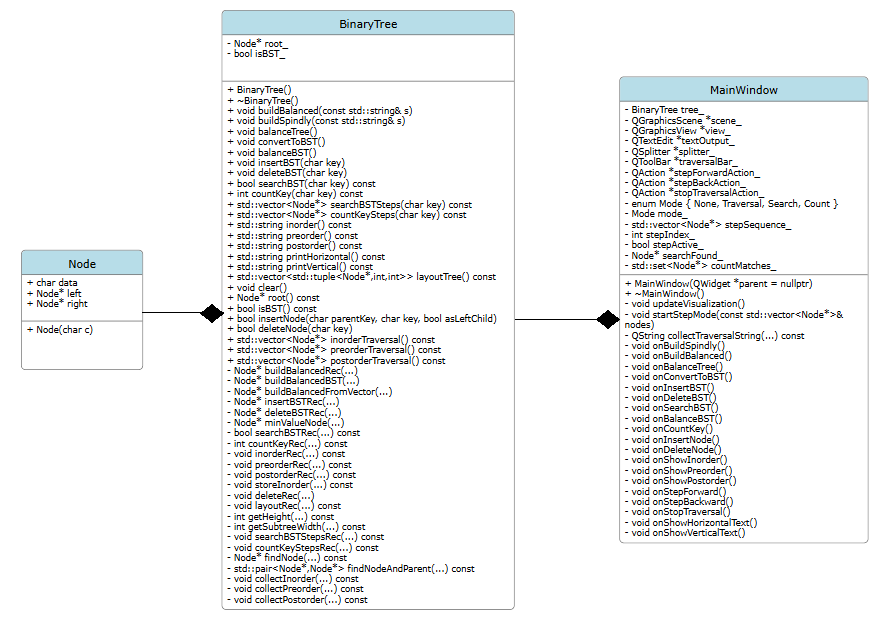 Node
+ char data
+ Node* left
+ Node* right
+ Node(char c)
BinaryTree
- Node* root_
- bool isBST_
+ BinaryTree()
+ ~BinaryTree()
+ void buildBalanced(const std::string& s)
+ void buildSpindly(const std::string& s)
+ void balanceTree()
+ void convertToBST()
+ void balanceBST()
+ void insertBST(char key)
+ void deleteBST(char key)
+ bool searchBST(char key) const
+ int countKey(char key) const
+ std::vector<Node*> searchBSTSteps(char key) const
+ std::vector<Node*> countKeySteps(char key) const
+ std::string inorder() const
+ std::string preorder() const
+ std::string postorder() const
+ std::string printHorizontal() const
+ std::string printVertical() const
+ std::vector<std::tuple<Node*,int,int>> layoutTree() const
+ void clear()
+ Node* root() const
+ bool isBST() const
+ bool insertNode(char parentKey, char key, bool asLeftChild)
+ bool deleteNode(char key)
+ std::vector<Node*> inorderTraversal() const
+ std::vector<Node*> preorderTraversal() const
+ std::vector<Node*> postorderTraversal() const
- Node* buildBalancedRec(...)
- Node* buildBalancedBST(...)
- Node* buildBalancedFromVector(...)
- Node* insertBSTRec(...)
- Node* deleteBSTRec(...)
- Node* minValueNode(...)
- bool searchBSTRec(...) const
- int countKeyRec(...) const
- void inorderRec(...) const
- void preorderRec(...) const
- void postorderRec(...) const
- void storeInorder(...) const
- void deleteRec(...)
- void layoutRec(...) const
- int getHeight(...) const
- int getSubtreeWidth(...) const
- void searchBSTStepsRec(...) const
- void countKeyStepsRec(...) const
- Node* findNode(...) const
- std::pair<Node*,Node*> findNodeAndParent(...) const
- void collectInorder(...) const
- void collectPreorder(...) const
- void collectPostorder(...) const
MainWindow
- BinaryTree tree_
- QGraphicsScene *scene_
- QGraphicsView *view_
- QTextEdit *textOutput_
- QSplitter *splitter_
- QToolBar *traversalBar_
- QAction *stepForwardAction_
- QAction *stepBackAction_
- QAction *stopTraversalAction_
- enum Mode { None, Traversal, Search, Count }
- Mode mode_
- std::vector<Node*> stepSequence_
- int stepIndex_
- bool stepActive_
- Node* searchFound_
- std::set<Node*> countMatches_
+ MainWindow(QWidget *parent = nullptr)
+ ~MainWindow()
- void updateVisualization()
- void startStepMode(const std::vector<Node*>&
nodes)
- QString collectTraversalString(...) const
- void onBuildSpindly()
- void onBuildBalanced()
- void onBalanceTree()
- void onConvertToBST()
- void onInsertBST()
- void onDeleteBST()
- void onSearchBST()
- void onBalanceBST()
- void onCountKey()
- void onInsertNode()
- void onDeleteNode()
- void onShowInorder()
- void onShowPreorder()
- void onShowPostorder()
- void onStepForward()
- void onStepBackward()
- void onStopTraversal()
- void onShowHorizontalText()
- void onShowVerticalText()